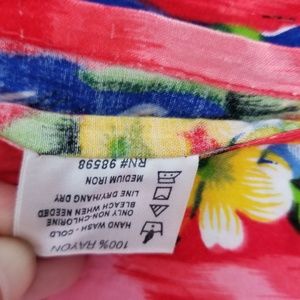 100% RAYON
HAND WASH - COLD
ONLY NON-CHLORINE
BLEACH WHEN NEEDED
LINE DRY/HANG DRY
MEDIUM IRON
RN# 98598